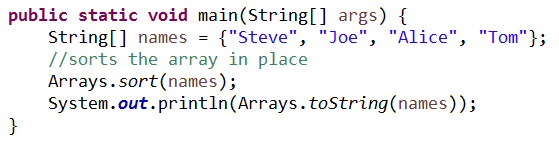 public static void main(String[] args) {
    String[] names = {"Steve", "Joe", "Alice", "Tom"};
    //sorts the array in place
    Arrays.sort(names);
    System.out.println(Arrays.toString(names));
}